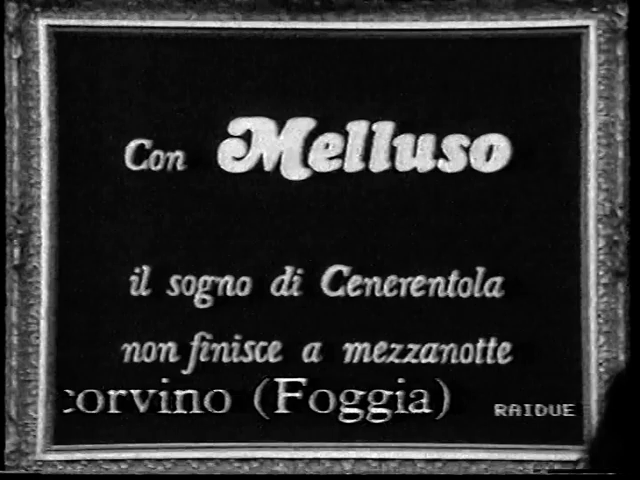 Con Melluso
il sogno di Cenerentola
non finisce a mezzanotte
corvino (Foggia)
RAIDUE